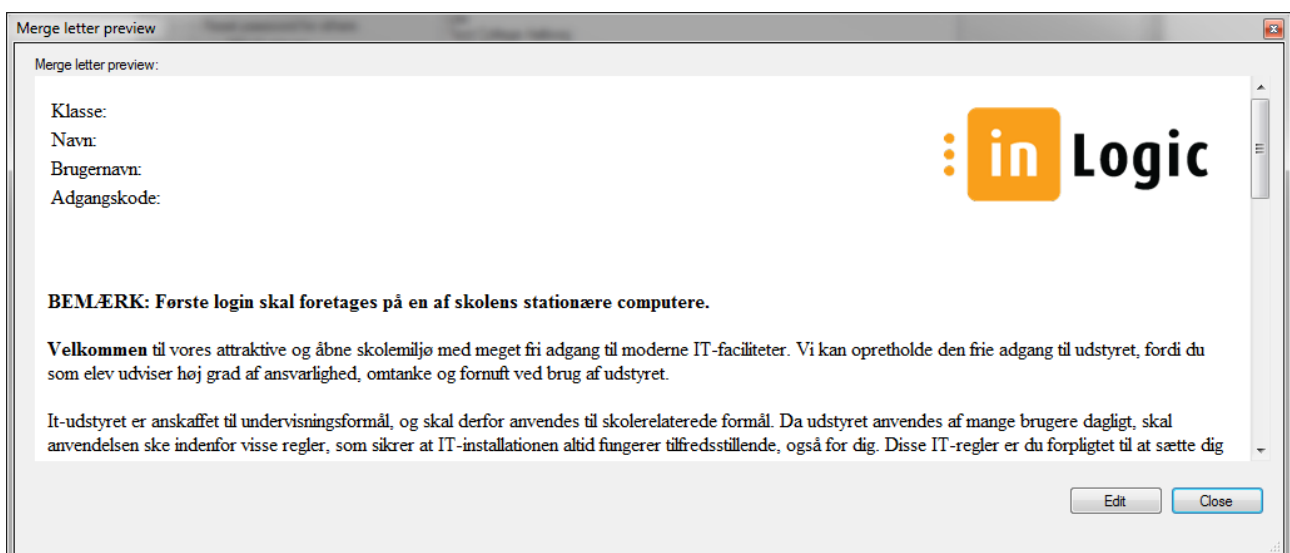 Merge letter preview
Merge letter preview:
Klasse:
Navn:
Brugernavn:
Adgangskode:
in Logic
BEMÆRK: Første login skal foretages på en af skolens stationære computere.
Velkommen til vores attraktive og åbne skolemiljø med meget fri adgang til moderne IT-faciliteter. Vi kan opretholde den frie adgang til udstyret, fordi du
som elev udviser høj grad af ansvarlighed, omtanke og fornuft ved brug af udstyret.
It-udstyret er anskaffet til undervisningsformål, og skal derfor anvendes til skolerelaterede formål. Da udstyret anvendes af mange brugere dagligt, skal
anvendelsen ske indenfor visse regler, som sikrer at IT-installationen altid fungerer tilfredsstillende, også for dig. Disse IT-regler er du forpligtet til at sætte dig
Edit
Close